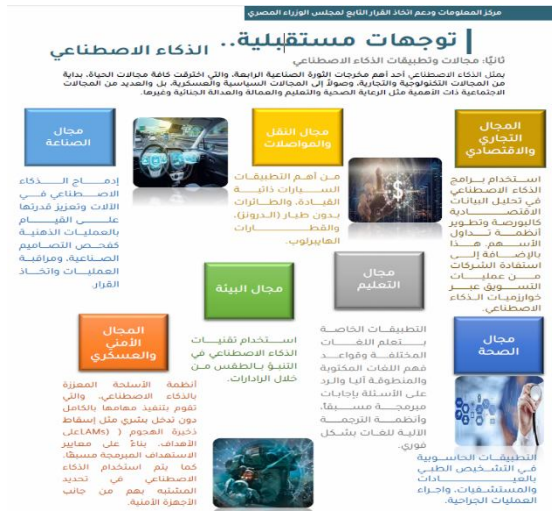 مركز المعلومات ودعم اتخاذ القرار التابع لمجلس الوزراء المصري
توجهات مستقبلية.. الذكاء الاصطناعي
ثانيًا: مجالات وتطبيقات الذكاء الاصطناعي
يمثل الذكاء الاصطناعي أحد أهم مخرجات الثورة الصناعية الرابعة، والتي اخترقت كافة مجالات الحياة، بداية
من المجالات التكنولوجية والتجارية، وصولاً إلى المجالات السياسية والعسكرية، بل والعديد من المجالات
الاجتماعية ذات الأهمية مثل الرعاية الصحية والتعليم والعمالة والعدالة الجنائية وغيرها.
المجال
التجاري
والاقتصادي
استخدام برامج
الذكاء الاصطناعي
في تحليل البيانات
الاقتصادية
كالبورصة وتطوير
أنظمة تداول
الأسهم، هذا
بالإضافة إلى
استفادة الشركات
من عمليات
التسويق عبر
خوارزميات الذكاء
الاصطناعي.
مجال النقل
والمواصلات
من أهم التطبيقات
السيارات ذاتية
القيادة، والطائرات
بدون طيار (الدرونز)،
والقطارات
الهايبرلوب.
مجال
الصناعة
إدماج الذكاء
الاصطناعي في
الآلات وتعزيز قدرتها
على القيام
بالعمليات الذهنية
كفحص التصاميم
الصناعية، ومراقبة
العمليات واتخاذ
القرار.
مجال
الصحة
التطبيقات الحاسوبية
في التشخيص الطبي
بالعيادات
والمستشفيات، واجراء
العمليات الجراحية.
مجال
التعليم
التطبيقات الخاصة
بتعلم اللغات
المختلفة وقواعد
فهم اللغات المكتوبة
والمنطوقة آليا والرد
على الأسئلة بإجابات
مبرمجة مسبقًا،
وأنظمة الترجمة
الالية للغات بشكل
فوري.
مجال البيئة
استخدام تقنيات
الذكاء الاصطناعي في
التنبؤ بالطقس من
خلال الرادارات.
المجال
الأمني
والعسكري
أنظمة الأسلحة المعززة
بالذكاء الاصطناعي، والتي
تقوم بتنفيذ مهامها بالكامل
دون تدخل بشري مثل إسقاط
ذخيرة الهجوم ( (LAMsعلى
الأهداف، بناءً على معايير
الاستهداف المبرمجة مسبقًا،
كما يتم استخدام الذكاء
الاصطناعي في تحديد
المشتبه بهم من جانب
الأجهزة الأمنية.